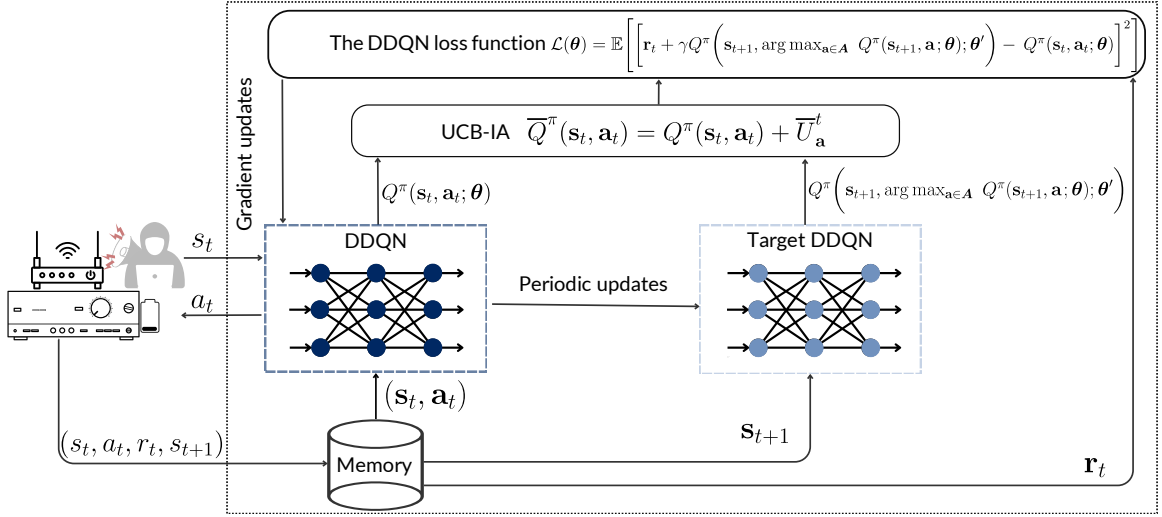 The DDQN loss function $\mathcal{L}(\boldsymbol{\theta}) = \mathbb{E}\left[\left[\mathbf{r}_t + \gamma Q^{\pi}\left(\mathbf{s}_{t+1}, \arg\max_{\mathbf{a} \in \boldsymbol{A}} Q^{\pi}(\mathbf{s}_{t+1}, \mathbf{a}; \boldsymbol{\theta}); \boldsymbol{\theta}'\right) - Q^{\pi}(\mathbf{s}_t, \mathbf{a}_t; \boldsymbol{\theta})\right]^2\right]$
Gradient updates
UCB-IA $\overline{Q}^{\pi}(\mathbf{s}_t, \mathbf{a}_t) = Q^{\pi}(\mathbf{s}_t, \mathbf{a}_t) + \overline{U}_{\mathbf{a}}^{t}$
$Q^{\pi}(\mathbf{s}_t, \mathbf{a}_t; \boldsymbol{\theta})$
$Q^{\pi}\left(\mathbf{s}_{t+1}, \arg\max_{\mathbf{a} \in \boldsymbol{A}} Q^{\pi}(\mathbf{s}_{t+1}, \mathbf{a}; \boldsymbol{\theta}); \boldsymbol{\theta}'\right)$
$s_t$
$a_t$
DDQN
Periodic updates
Target DDQN
$(\mathbf{s}_t, \mathbf{a}_t)$
$(s_t, a_t, r_t, s_{t+1})$
Memory
$\mathbf{s}_{t+1}$
$\mathbf{r}_t$